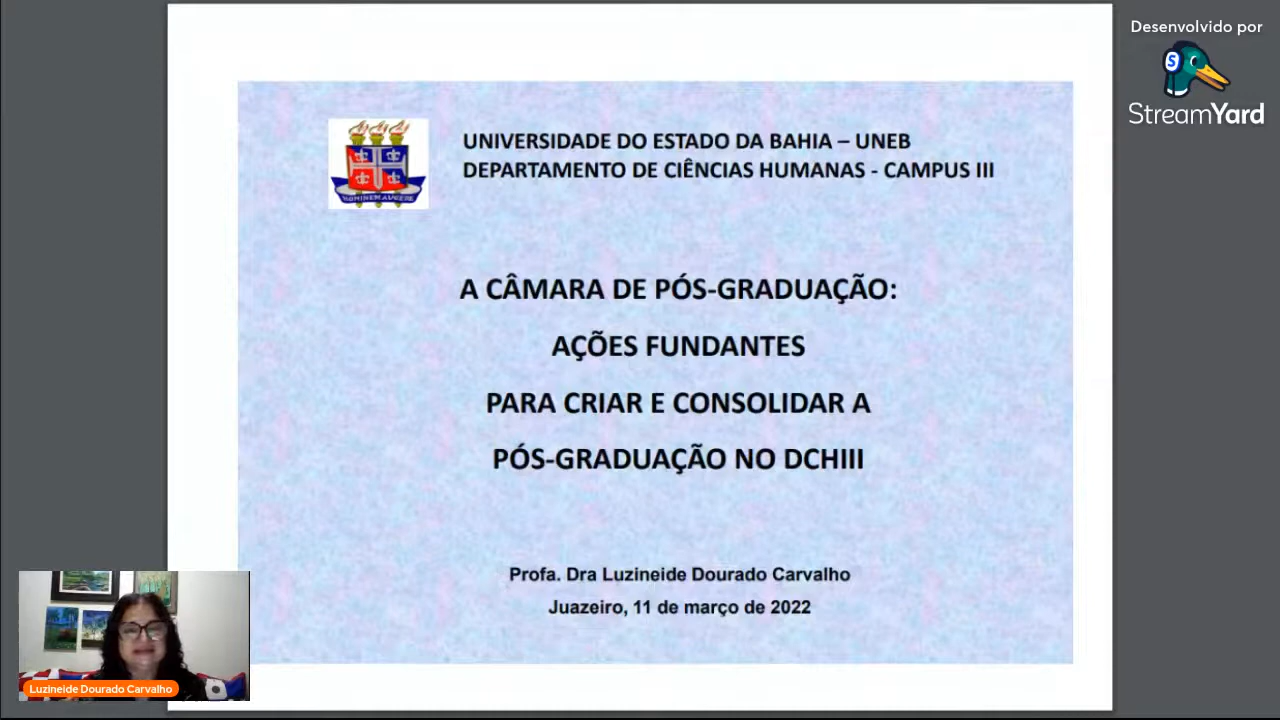 Desenvolvido por
StreamYard
UNIVERSIDADE DO ESTADO DA BAHIA – UNEB
DEPARTAMENTO DE CIÊNCIAS HUMANAS - CAMPUS III
HOMINEM AUGERE
A CÂMARA DE PÓS-GRADUAÇÃO:
AÇÕES FUNDANTES
PARA CRIAR E CONSOLIDAR A
PÓS-GRADUAÇÃO NO DCHIII
Profa. Dra Luzineide Dourado Carvalho
Juazeiro, 11 de março de 2022
Luzineide Dourado Carvalho